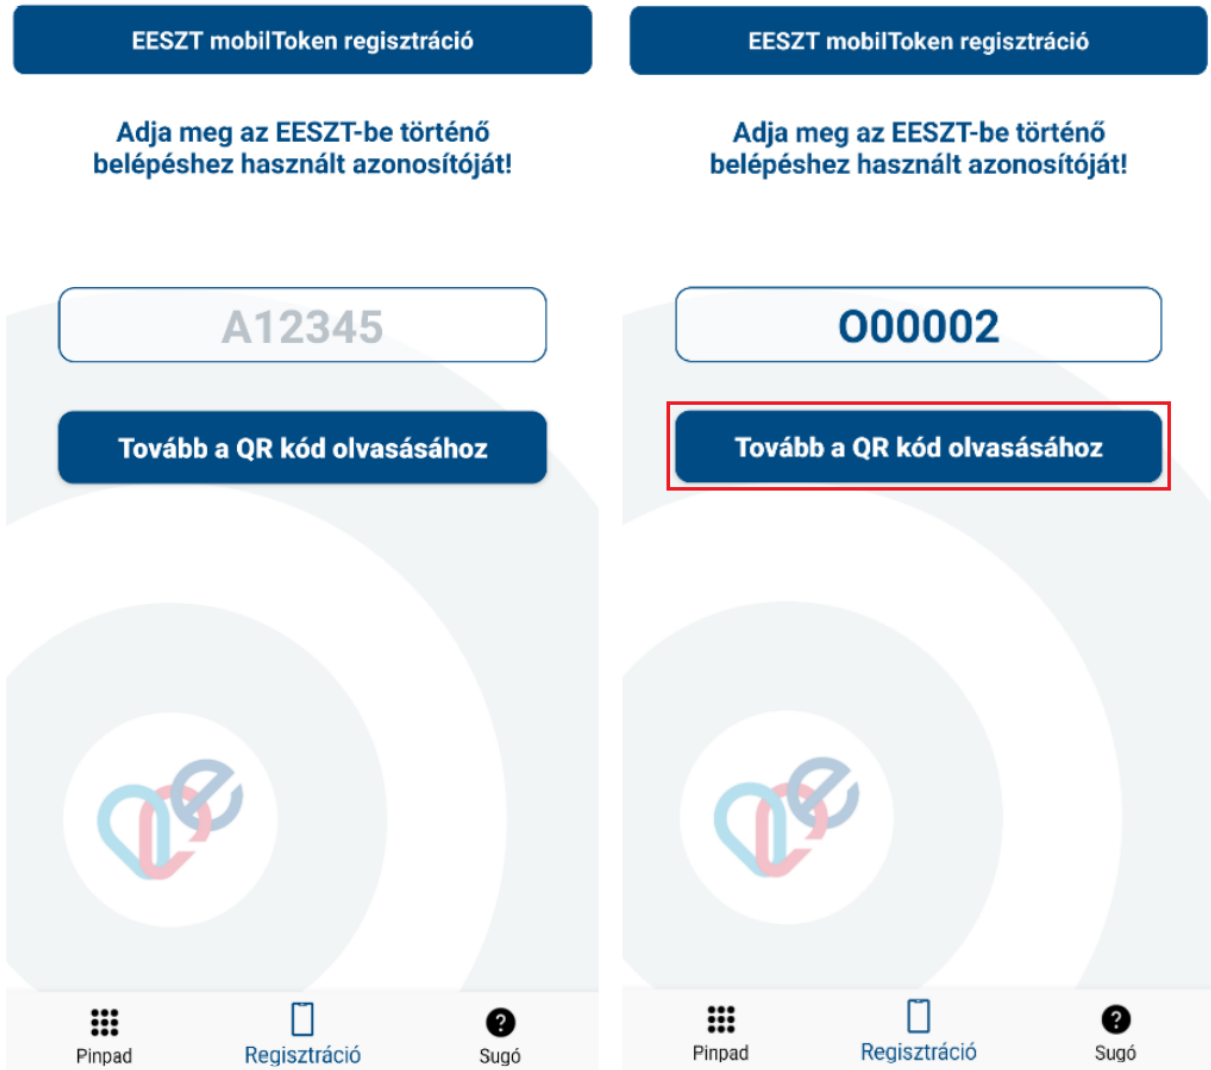 EESZT mobilToken regisztráció
Adja meg az EESZT-be történő
belépéshez használt azonosítóját!
A12345
Tovább a QR kód olvasásához
Pinpad
Regisztráció
Sugó
EESZT mobilToken regisztráció
Adja meg az EESZT-be történő
belépéshez használt azonosítóját!
O00002
Tovább a QR kód olvasásához
Pinpad
Regisztráció
Sugó